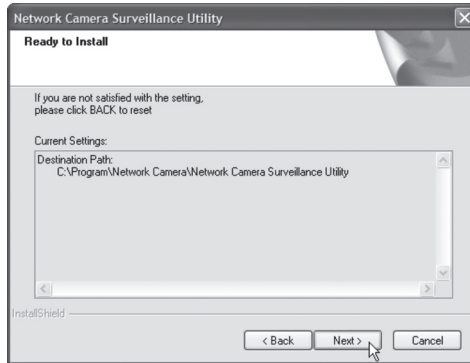 Network Camera Surveillance Utility
Ready to Install
If you are not satisfied with the setting,
please click BACK to reset
Current Settings:
Destination Path:
C:\Program\Network Camera\Network Camera Surveillance Utility
InstallShield
< Back
Next >
Cancel